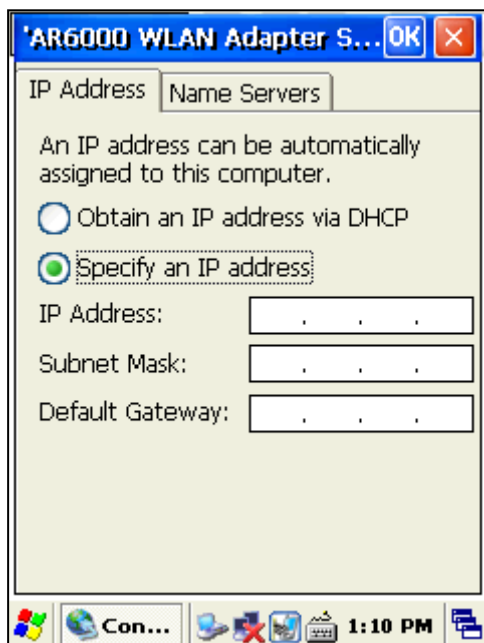 'AR6000 WLAN Adapter S... OK
IP Address Name Servers
An IP address can be automatically
assigned to this computer.
Obtain an IP address via DHCP
Specify an IP address
IP Address: . . .
Subnet Mask: . . .
Default Gateway: . . .
Con... 1:10 PM